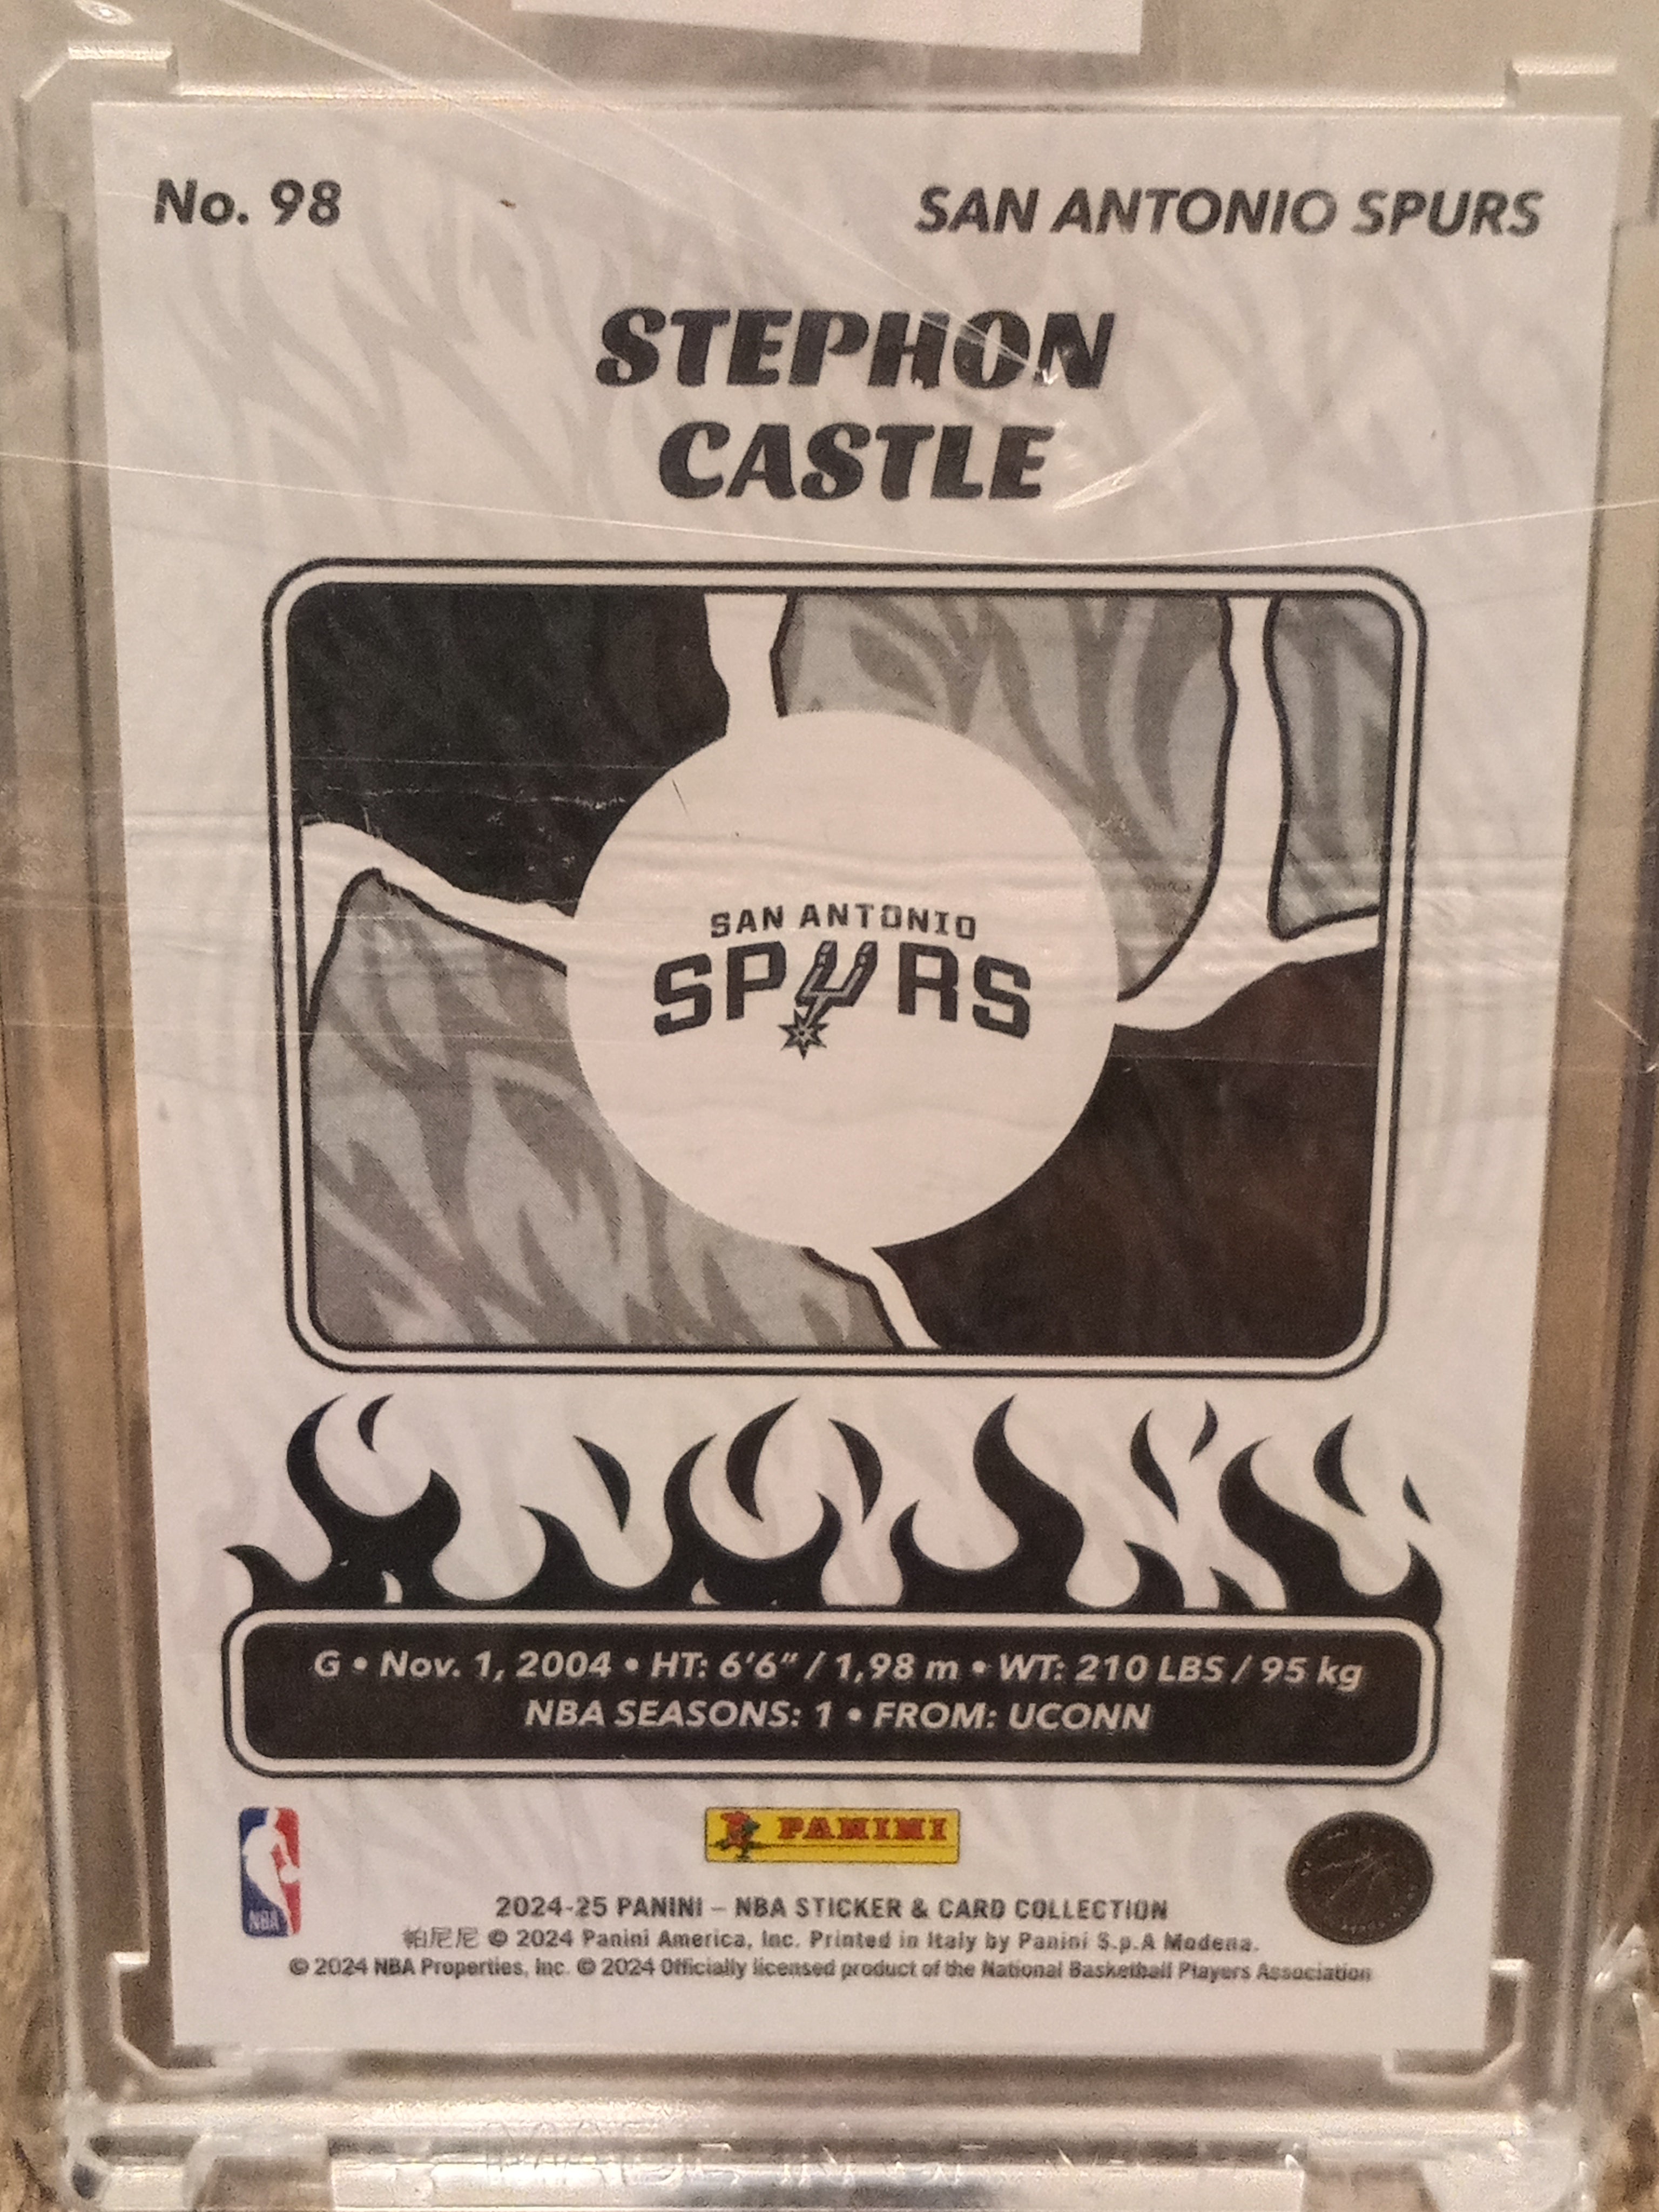 No. 98
SAN ANTONIO SPURS
STEPHON
CASTLE
SAN ANTONIO
SPURS
G • Nov. 1, 2004 • HT: 6'6" / 1,98 m • WT: 210 LBS / 95 kg
NBA SEASONS: 1 • FROM: UCONN
NBA
PANINI
2024-25 PANINI – NBA STICKER & CARD COLLECTION
帕尼尼 © 2024 Panini America, Inc. Printed in Italy by Panini S.p.A Modena.
© 2024 NBA Properties, Inc. © 2024 Officially licensed product of the National Basketball Players Association